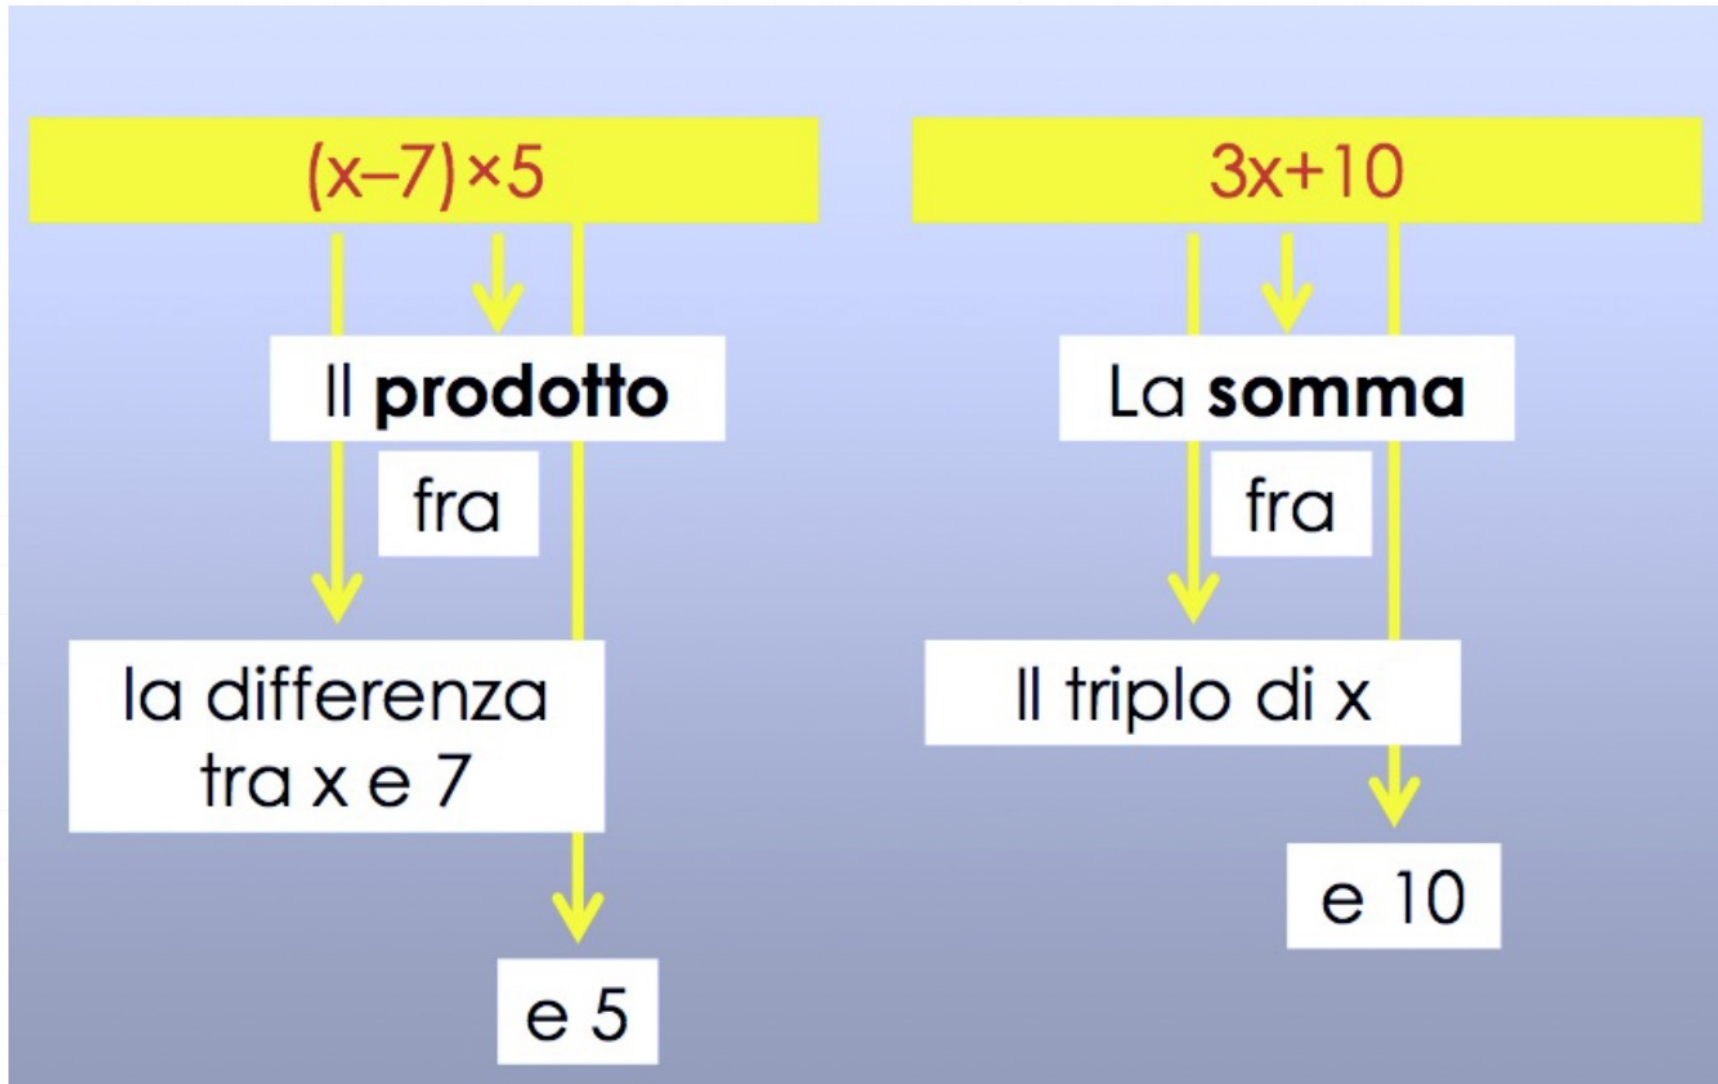 (x–7)×5
Il prodotto
fra
la differenza
tra x e 7
e 5
3x+10
La somma
fra
Il triplo di x
e 10